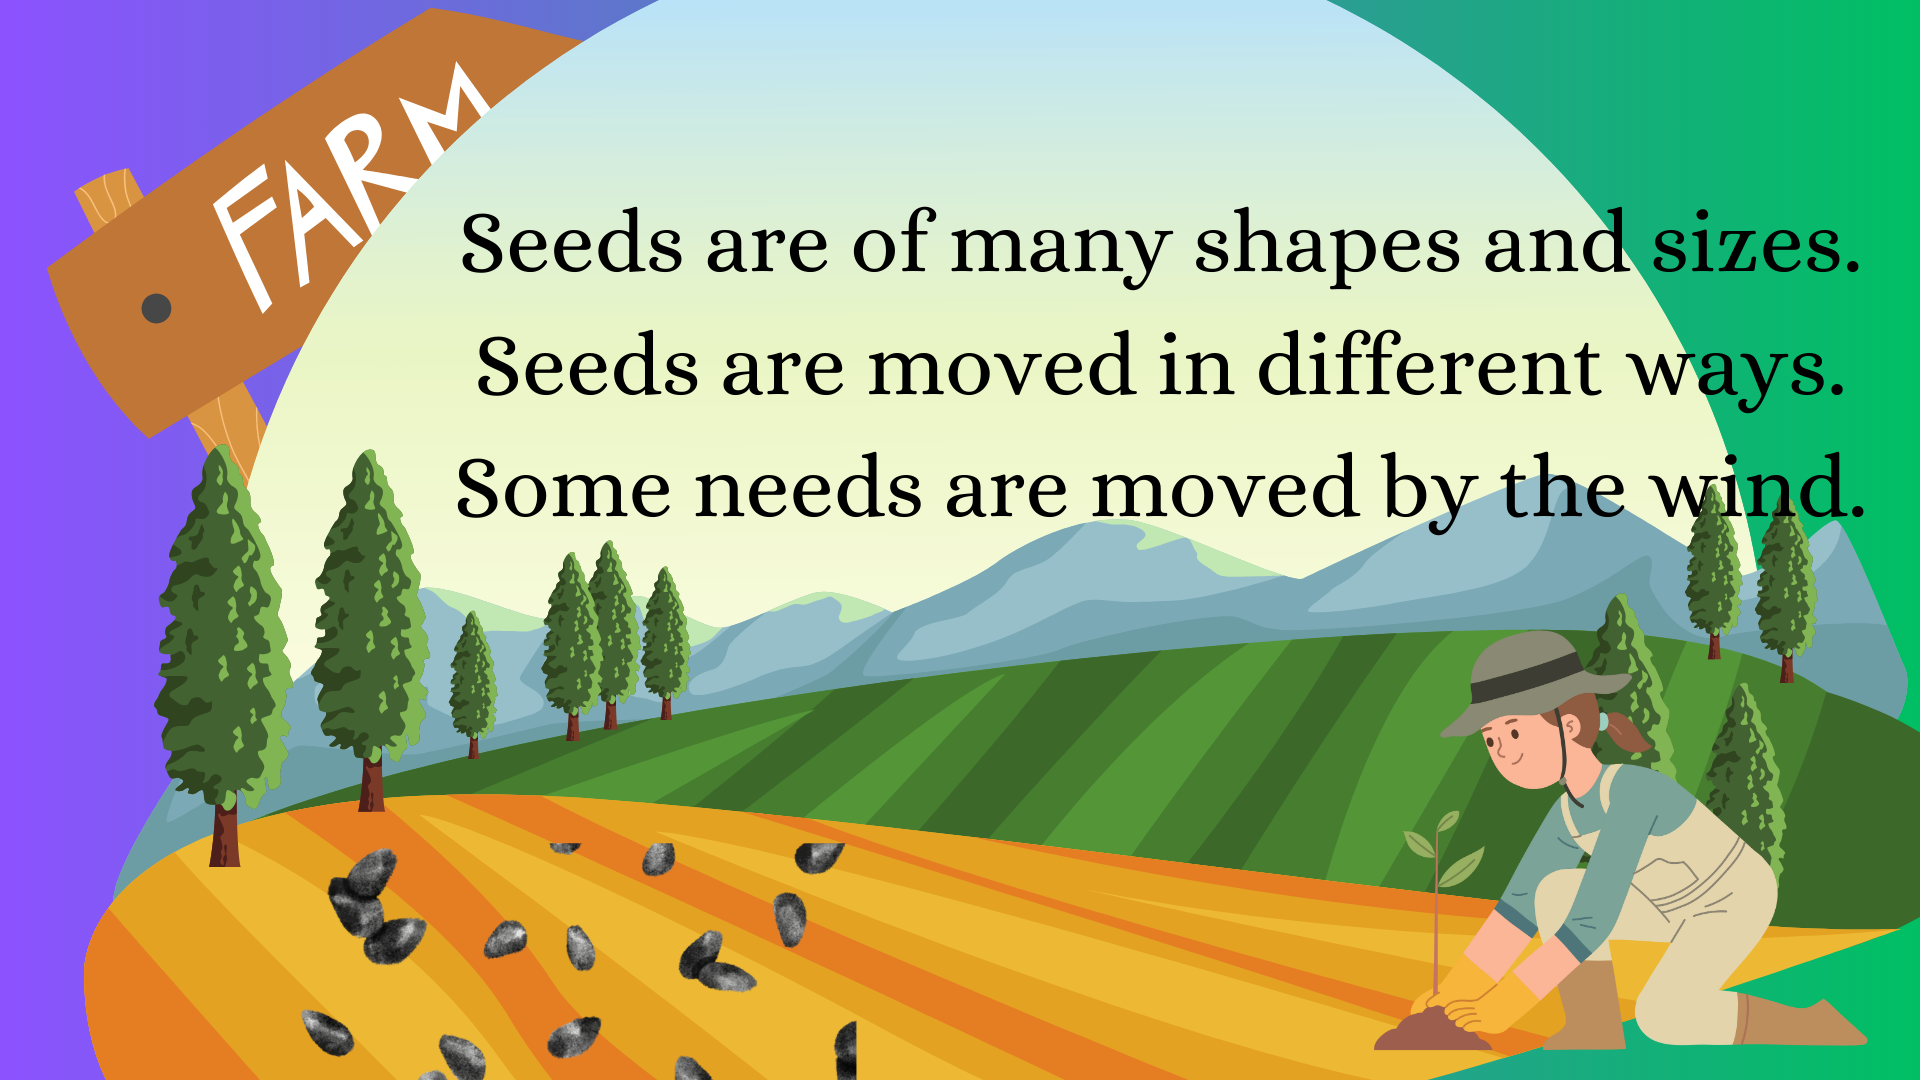 FARM
Seeds are of many shapes and sizes.
Seeds are moved in different ways.
Some needs are moved by the wind.